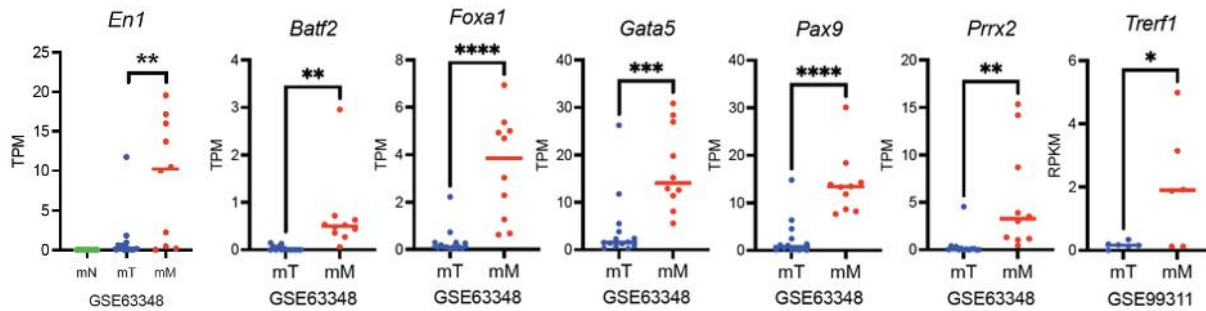 En1
Batf2
Foxa1
Gata5
Pax9
Prrx2
Trerf1
**
**
****
***
****
**
*
TPM
25
20
15
10
5
0
mN
mT
mM
GSE63348
TPM
4
3
2
1
0
mT
mM
GSE63348
TPM
8
6
4
2
0
mT
mM
GSE63348
TPM
40
30
20
10
0
mT
mM
GSE63348
TPM
40
30
20
10
0
mT
mM
GSE63348
TPM
20
15
10
5
0
mT
mM
GSE63348
RPKM
6
4
2
0
mT
mM
GSE99311